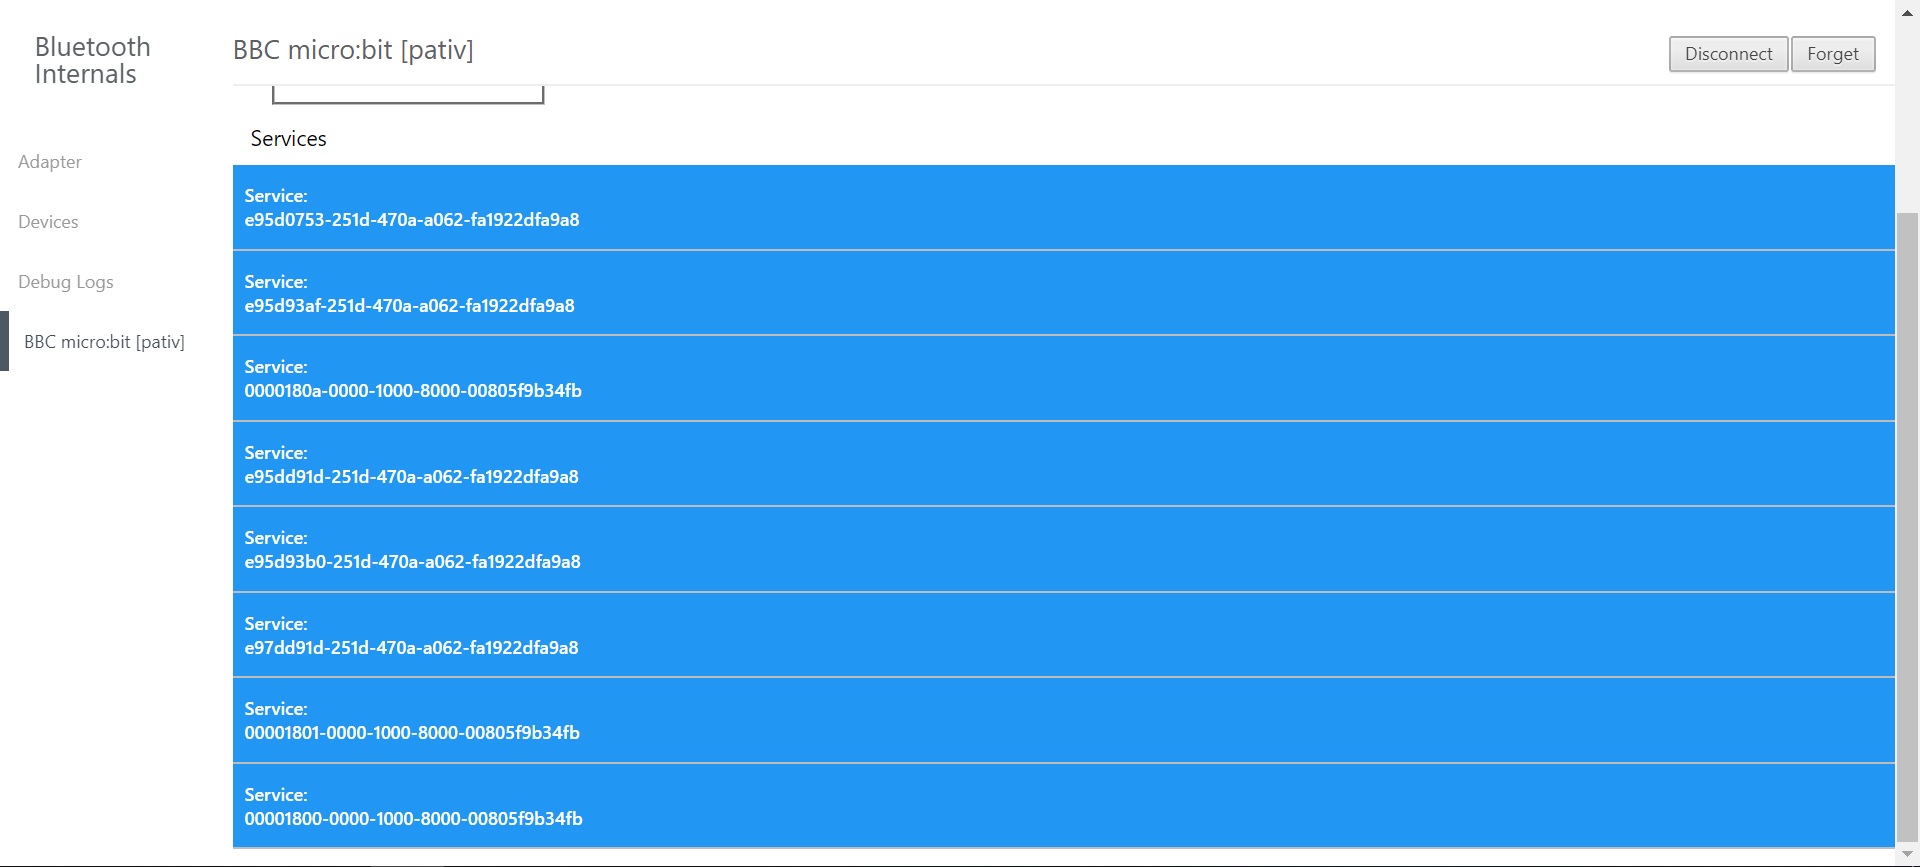 Bluetooth
Internals
Adapter
Devices
Debug Logs
BBC micro:bit [pativ]
BBC micro:bit [pativ]
Disconnect
Forget
Services
Service:
e95d0753-251d-470a-a062-fa1922dfa9a8
Service:
e95d93af-251d-470a-a062-fa1922dfa9a8
Service:
0000180a-0000-1000-8000-00805f9b34fb
Service:
e95dd91d-251d-470a-a062-fa1922dfa9a8
Service:
e95d93b0-251d-470a-a062-fa1922dfa9a8
Service:
e97dd91d-251d-470a-a062-fa1922dfa9a8
Service:
00001801-0000-1000-8000-00805f9b34fb
Service:
00001800-0000-1000-8000-00805f9b34fb